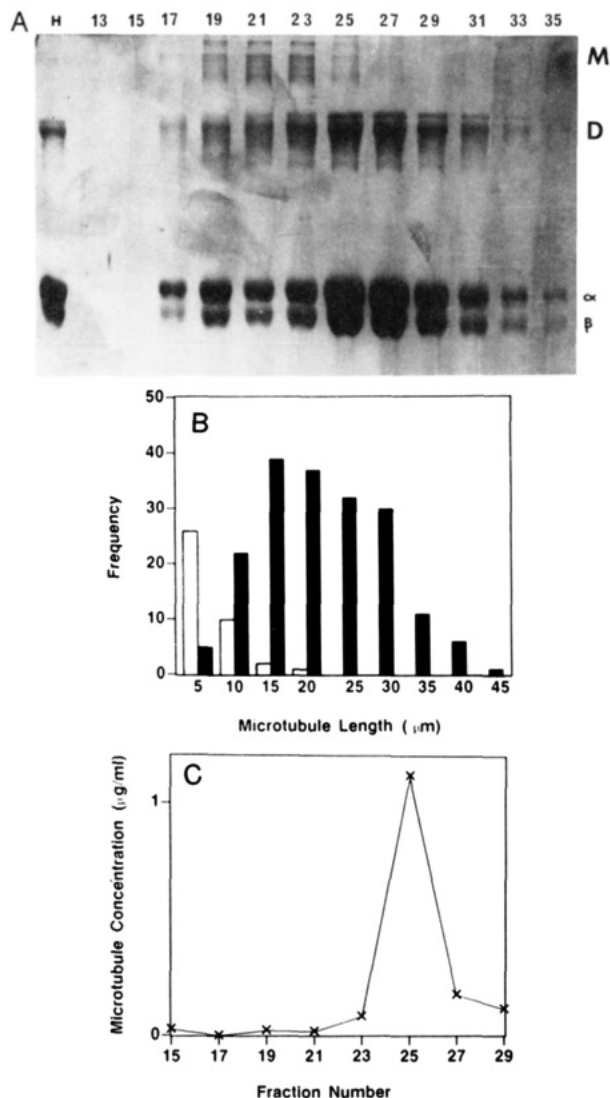 A H 13 15 17 19 21 23 25 27 29 31 33 35
M
D
α
β
B
50
40
30
20
10
0
Frequency
5 10 15 20 25 30 35 40 45
Microtubule Length ( μm)
C
1
0
Microtubule Concentration (μg/ml)
15 17 19 21 23 25 27 29
Fraction Number